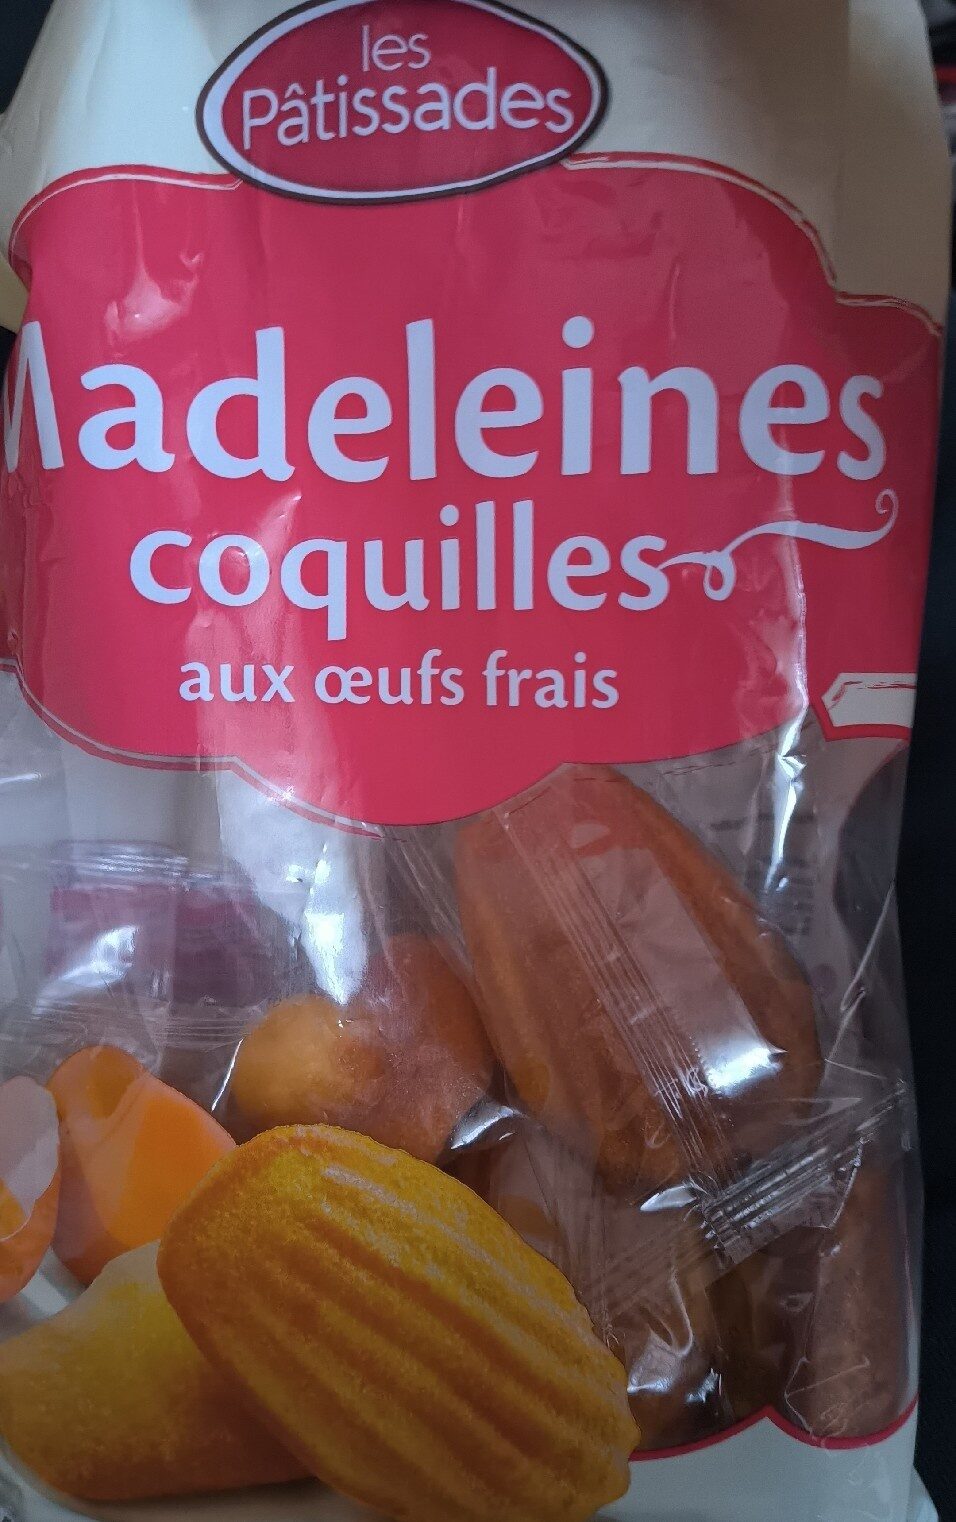 les
Pâtissades
Madeleines
coquilles
aux œufs frais